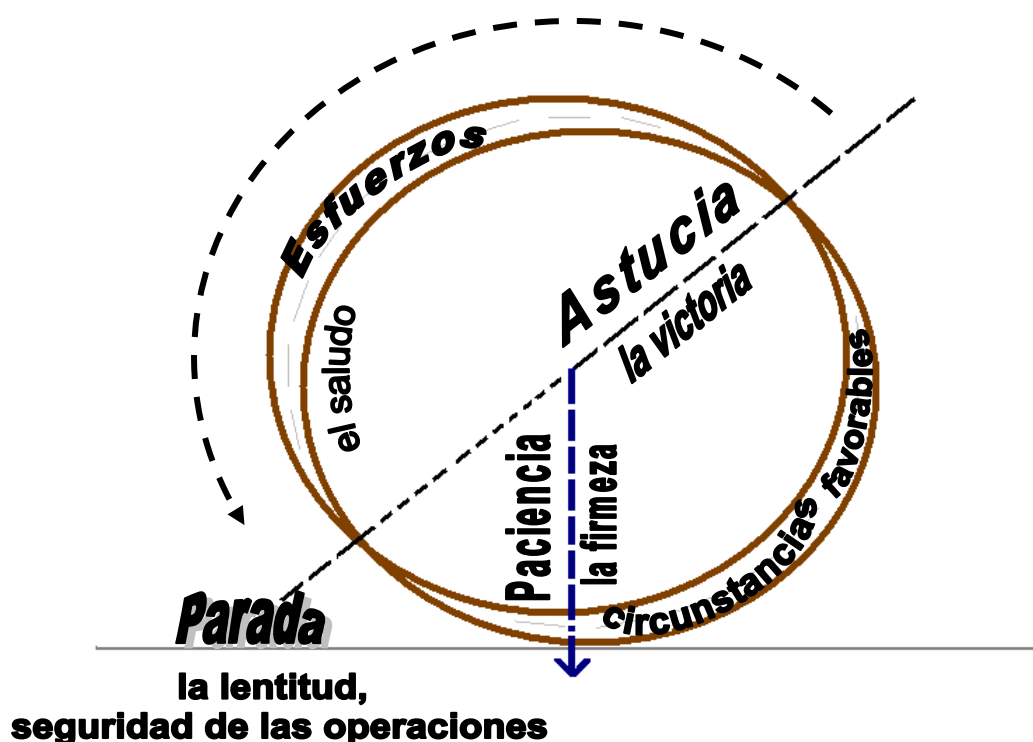 Esfuerzos
Astucia
la victoria
el saludo
circunstancias favorables
Paciencia
la firmeza
Parada
la lentitud,
seguridad de las operaciones